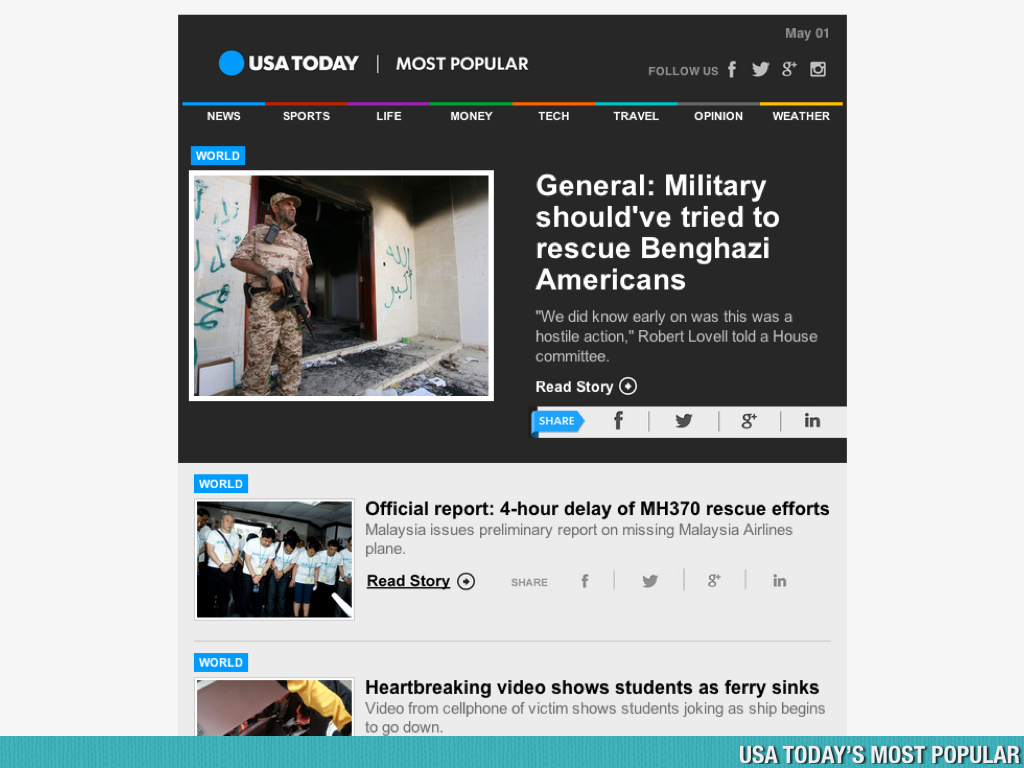 May 01
USA TODAY | MOST POPULAR
FOLLOW US
NEWS SPORTS LIFE MONEY TECH TRAVEL OPINION WEATHER
WORLD
الله
اكبر
General: Military
should've tried to
rescue Benghazi
Americans
"We did know early on was this was a
hostile action," Robert Lovell told a House
committee.
Read Story
SHARE
WORLD
Official report: 4-hour delay of MH370 rescue efforts
Malaysia issues preliminary report on missing Malaysia Airlines
plane.
Read Story SHARE
WORLD
Heartbreaking video shows students as ferry sinks
Video from cellphone of victim shows students joking as ship begins
to go down.
USA TODAY'S MOST POPULAR